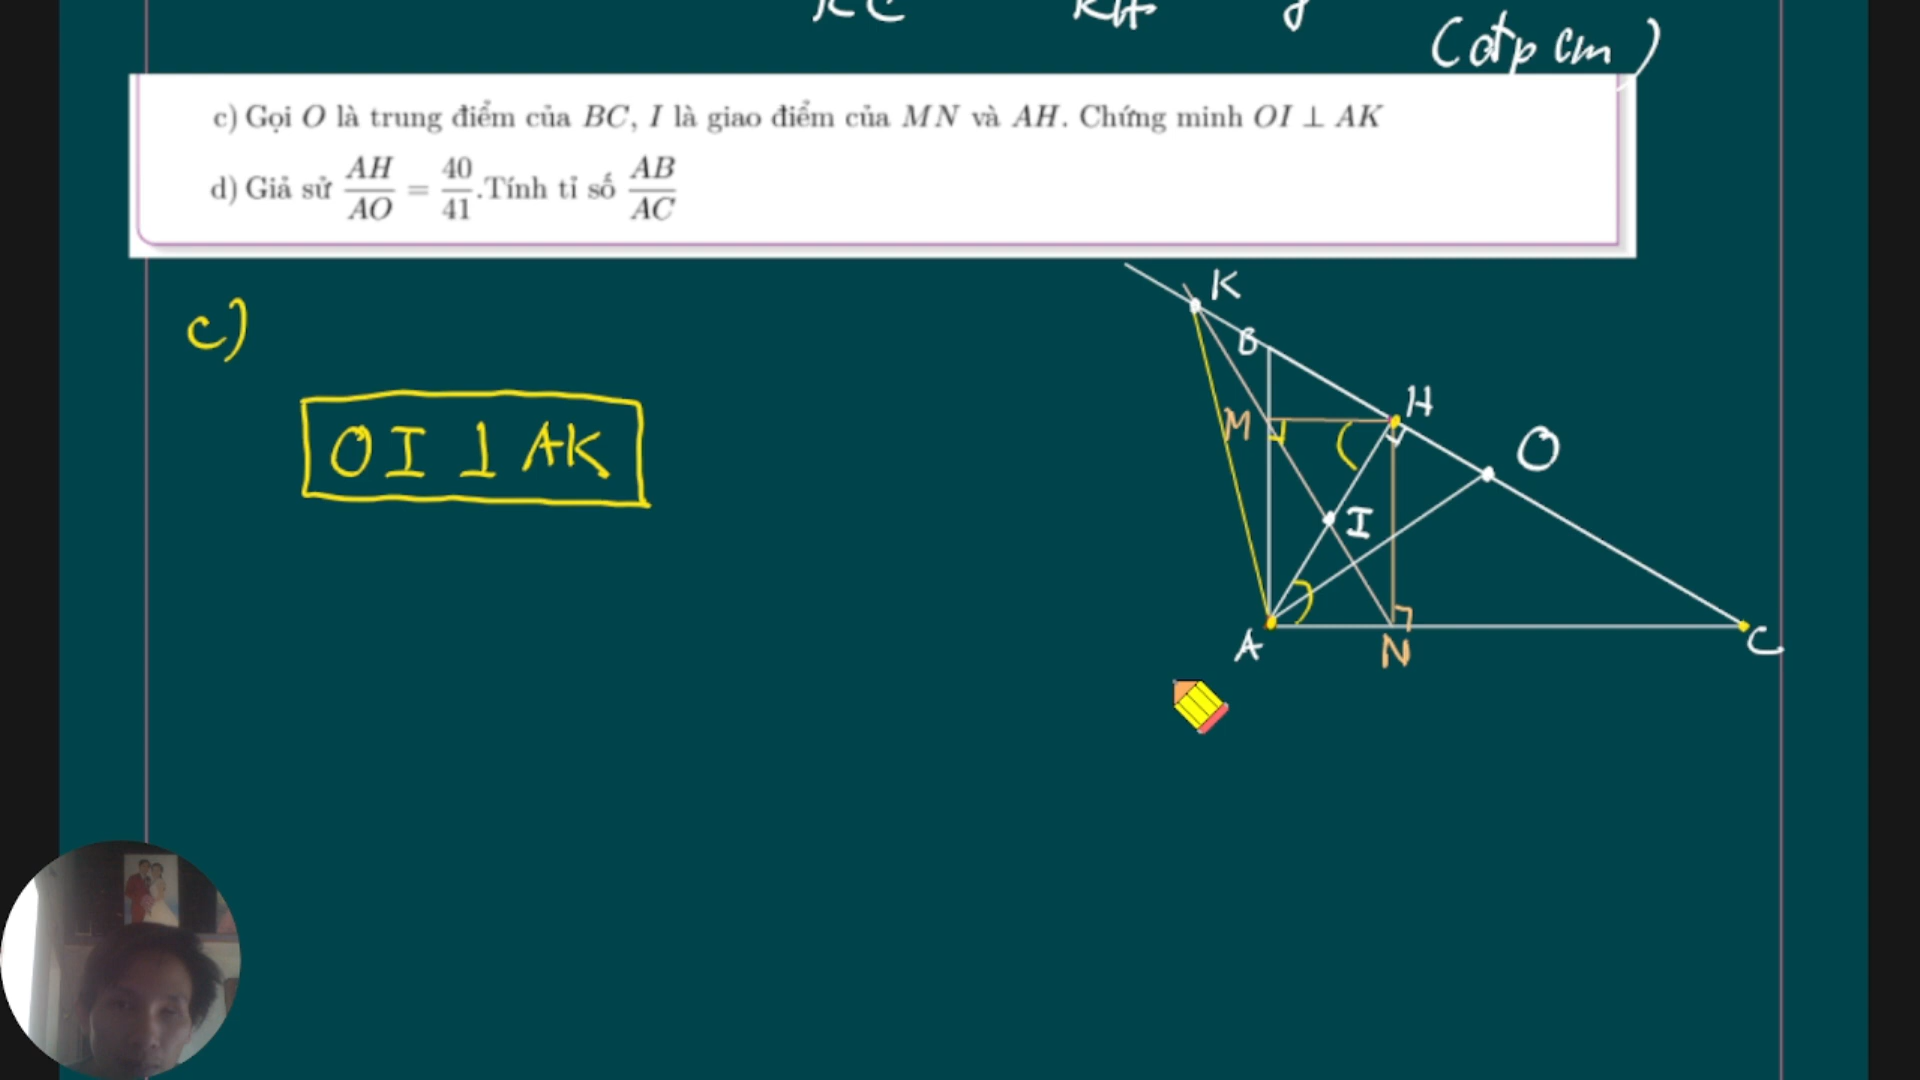 (đpcm)
c) Gọi O là trung điểm của BC, I là giao điểm của MN và AH. Chứng minh OI ⊥ AK
d) Giả sử AH/AO = 40/41.Tính tỉ số AB/AC
K
c)
B
H
M
O
OI ⊥ AK
I
A
N
C